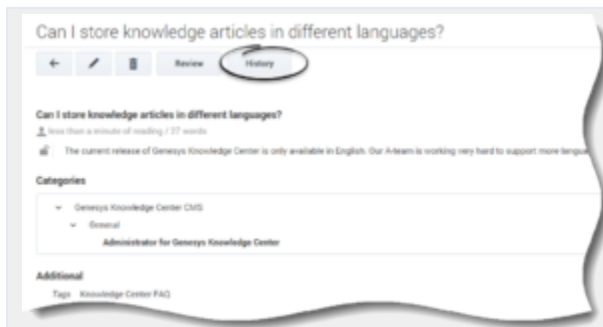 Can I store knowledge articles in different languages?
Review History
Can I store knowledge articles in different languages?
less than a minute of reading / 27 words
The current release of Genesys Knowledge Center is only available in English. Our A-team is working very hard to support more langua
Categories
Genesys Knowledge Center CMS
General
Administrator for Genesys Knowledge Center
Additional
Tags Knowledge Center FAQ